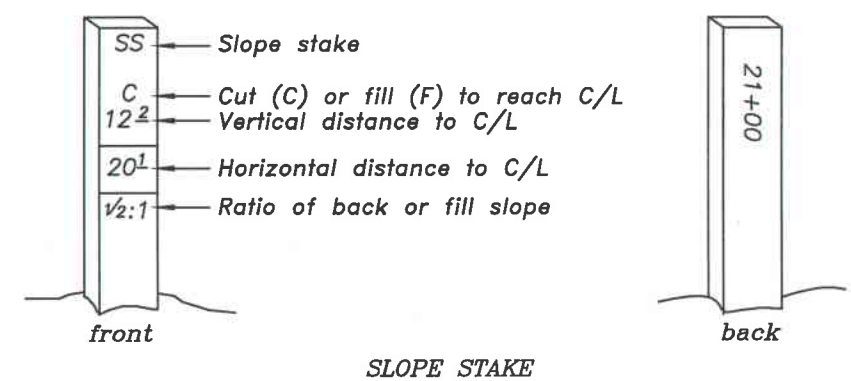 SS Slope stake
C Cut (C) or fill (F) to reach C/L
12² Vertical distance to C/L
20¹ Horizontal distance to C/L
½:1 Ratio of back or fill slope
21+00
front
back
SLOPE STAKE